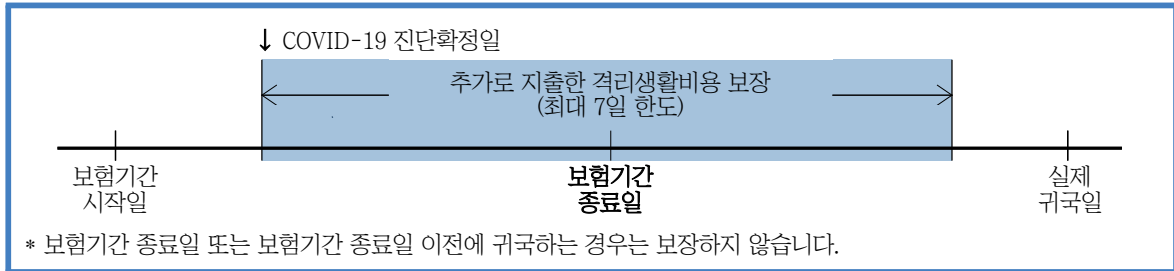 ↓ COVID-19 진단확정일
추가로 지출한 격리생활비용 보장
(최대 7일 한도)
보험기간
시작일
보험기간
종료일
실제
귀국일
* 보험기간 종료일 또는 보험기간 종료일 이전에 귀국하는 경우는 보장하지 않습니다.